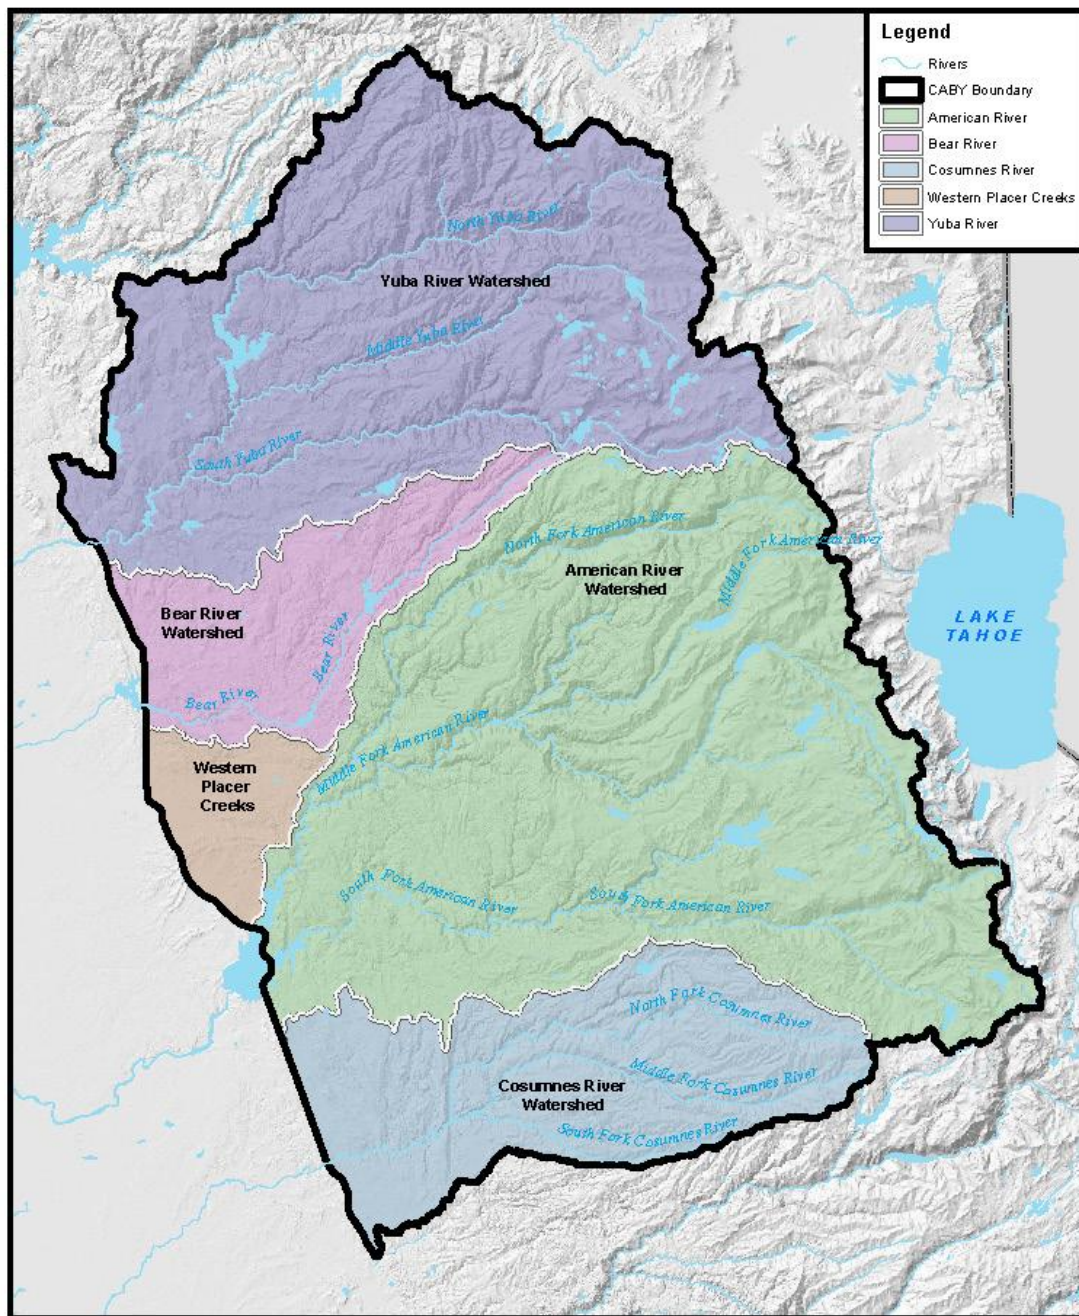 Legend
Rivers
CABY Boundary
American River
Bear River
Cosumnes River
Western Placer Creeks
Yuba River
North Yuba River
Yuba River Watershed
Middle Yuba River
South Yuba River
North Fork American River
Middle Fork American River
American River
Watershed
Bear River
Watershed
Bear River
LAKE
TAHOE
Bear River
Middle Fork American River
Western
Placer
Creeks
South Fork American River
South Fork American River
North Fork Cosumnes River
Middle Fork Cosumnes River
Cosumnes River
Watershed
South Fork Cosumnes River